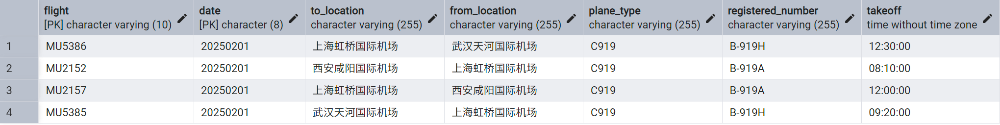 flight date to_location from_location plane_type registered_number takeoff
[PK] character varying (10) [PK] character (8) character varying (255) character varying (255) character varying (255) character varying (255) time without time zone
1 MU5386 20250201 上海虹桥国际机场 武汉天河国际机场 C919 B-919H 12:30:00
2 MU2152 20250201 西安咸阳国际机场 上海虹桥国际机场 C919 B-919A 08:10:00
3 MU2157 20250201 上海虹桥国际机场 西安咸阳国际机场 C919 B-919A 12:00:00
4 MU5385 20250201 武汉天河国际机场 上海虹桥国际机场 C919 B-919H 09:20:00